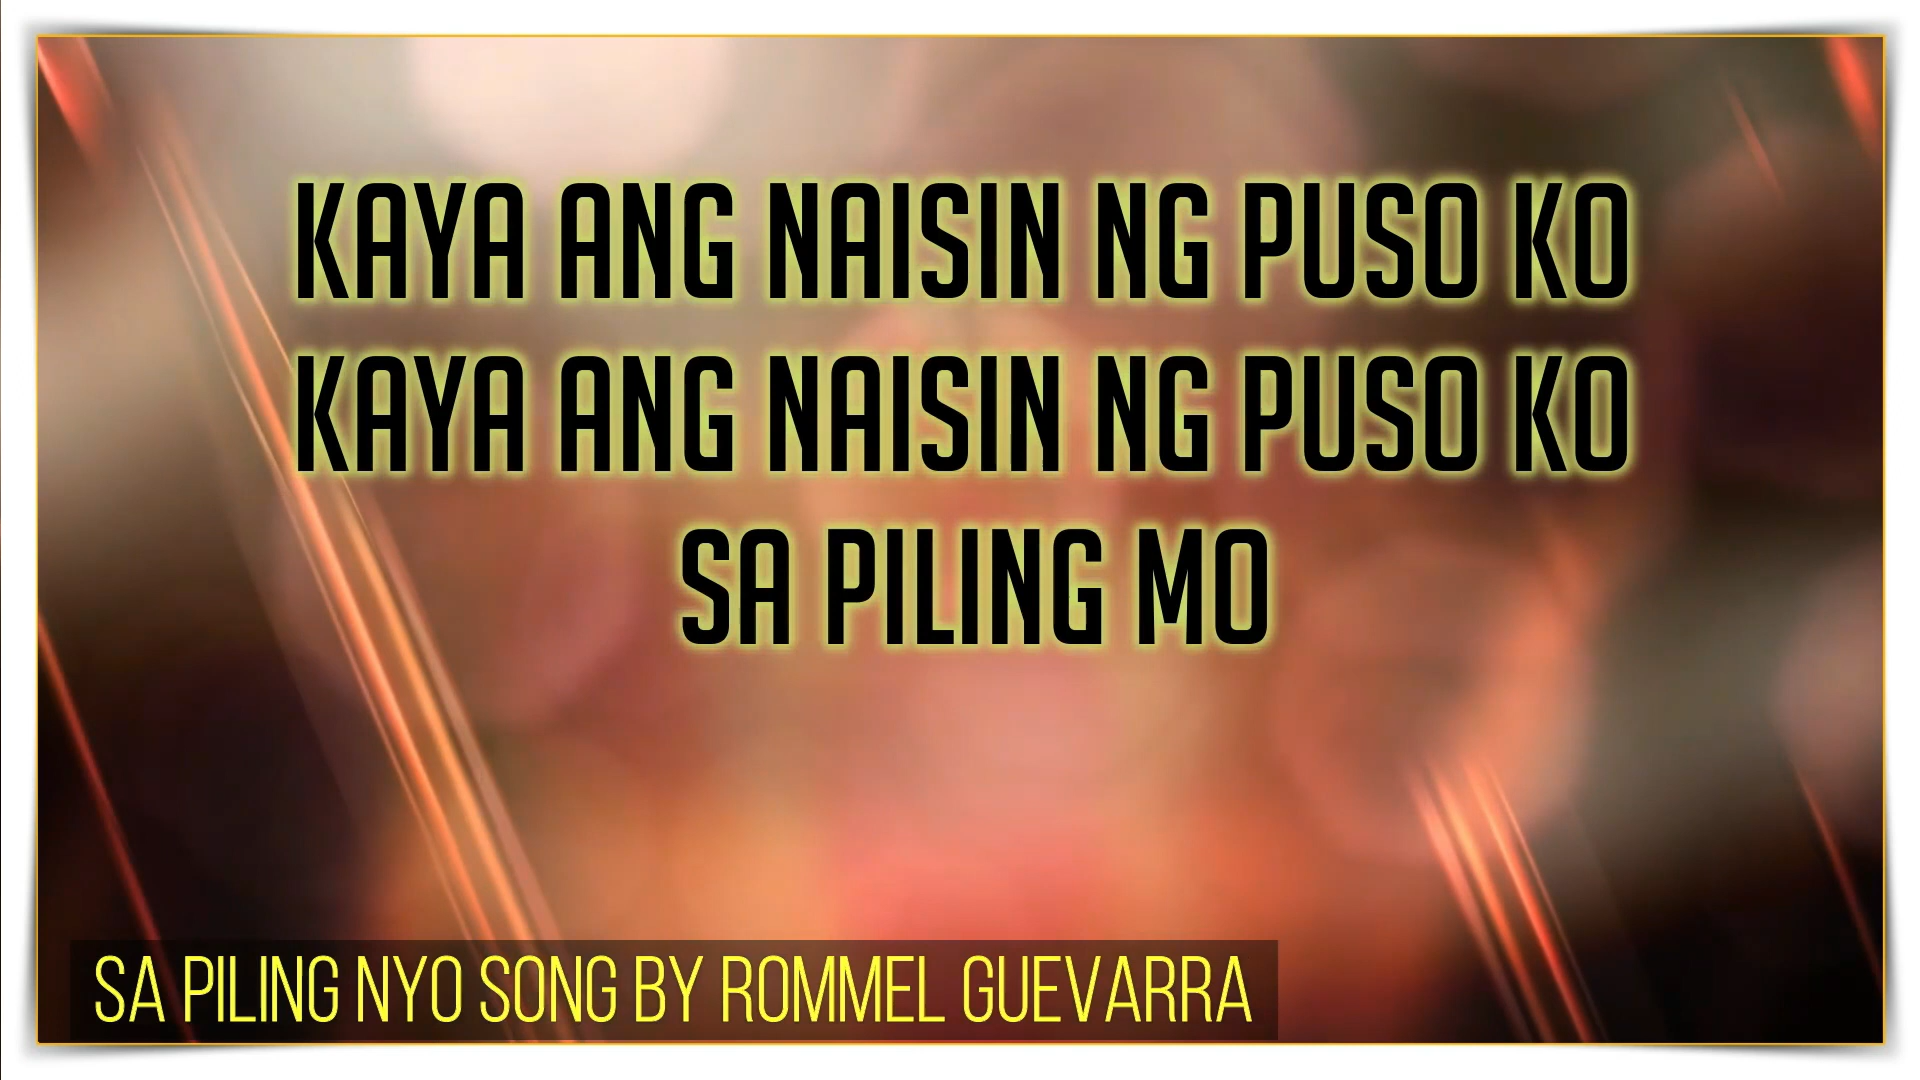 KAYA ANG NAISIN NG PUSO KO
KAYA ANG NAISIN NG PUSO KO
SA PILING MO
SA PILING NYO SONG BY ROMMEL GUEVARRA